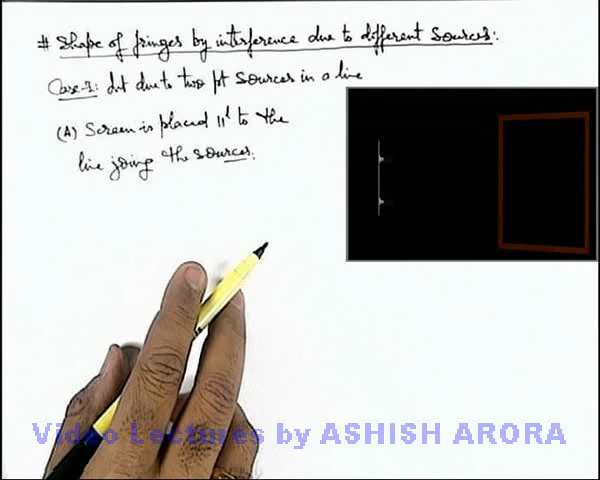 # Shape of fringes by interference due to different sources:
Case-I: Int due to two pt sources in a line
(A) Screen is placed ||l to the
line joing the sources.
Video Lectures by ASHISH ARORA